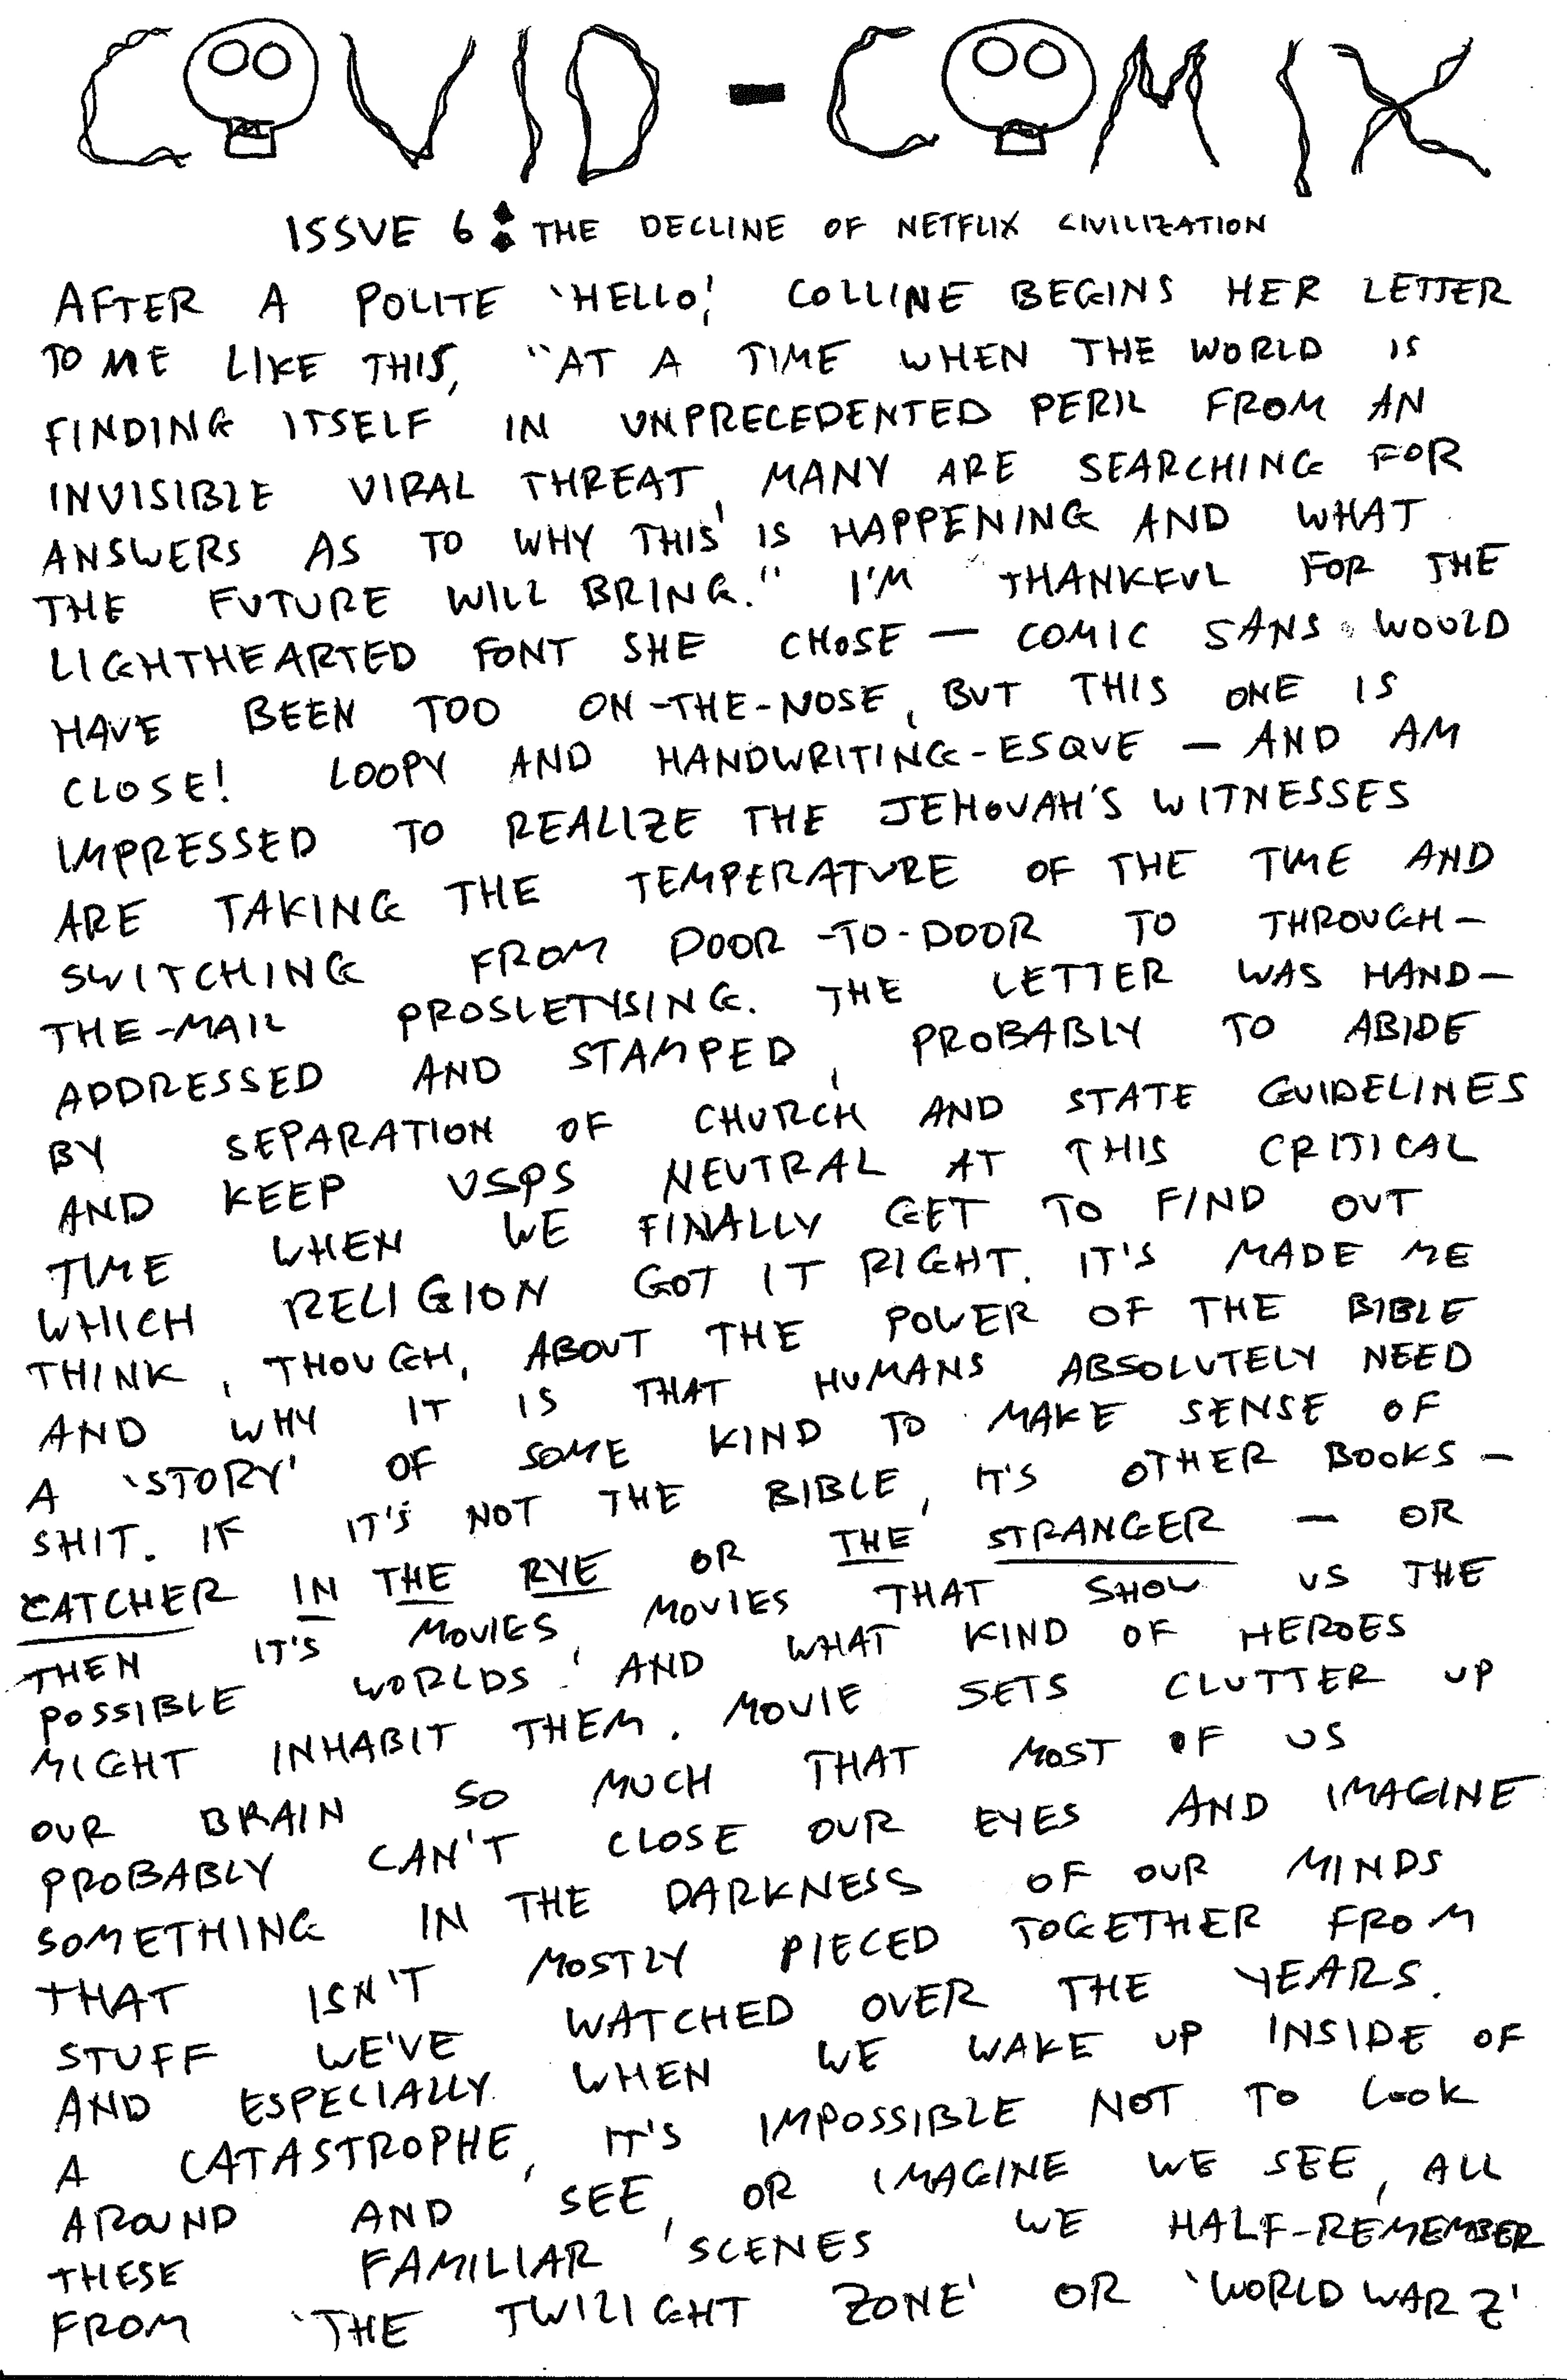 COVID-COMIX
ISSUE 6: THE DECLINE OF NETFLIX CIVILIZATION
AFTER A POLITE 'HELLO,' COLLINE BEGINS HER LETTER
TO ME LIKE THIS, "AT A TIME WHEN THE WORLD IS
FINDING ITSELF IN UNPRECEDENTED PERIL FROM AN
INVISIBLE VIRAL THREAT, MANY ARE SEARCHING FOR
ANSWERS AS TO WHY THIS IS HAPPENING AND WHAT
THE FUTURE WILL BRING." I'M THANKFUL FOR THE
LIGHTHEARTED FONT SHE CHOSE — COMIC SANS WOULD
HAVE BEEN TOO ON-THE-NOSE, BUT THIS ONE IS
CLOSE! LOOPY AND HANDWRITING-ESQUE — AND AM
IMPRESSED TO REALIZE THE JEHOVAH'S WITNESSES
ARE TAKING THE TEMPERATURE OF THE TIME AND
SWITCHING FROM DOOR-TO-DOOR TO THROUGH-
THE-MAIL PROSLETYSING. THE LETTER WAS HAND-
ADDRESSED AND STAMPED, PROBABLY TO ABIDE
BY SEPARATION OF CHURCH AND STATE GUIDELINES
AND KEEP USPS NEUTRAL AT THIS CRITICAL
TIME WHEN WE FINALLY GET TO FIND OUT
WHICH RELIGION GOT IT RIGHT. IT'S MADE ME
THINK, THOUGH, ABOUT THE POWER OF THE BIBLE
AND WHY IT IS THAT HUMANS ABSOLUTELY NEED
A 'STORY' OF SOME KIND TO MAKE SENSE OF
SHIT. IF IT'S NOT THE BIBLE, IT'S OTHER BOOKS —
CATCHER IN THE RYE OR THE STRANGER — OR
THEN IT'S MOVIES, MOVIES THAT SHOW US THE
POSSIBLE WORLDS, AND WHAT KIND OF HEROES
MIGHT INHABIT THEM. MOVIE SETS CLUTTER UP
OUR BRAIN SO MUCH THAT MOST OF US
PROBABLY CAN'T CLOSE OUR EYES AND IMAGINE
SOMETHING IN THE DARKNESS OF OUR MINDS
THAT ISN'T MOSTLY PIECED TOGETHER FROM
STUFF WE'VE WATCHED OVER THE YEARS.
AND ESPECIALLY WHEN WE WAKE UP INSIDE OF
A CATASTROPHE, IT'S IMPOSSIBLE NOT TO LOOK
AROUND AND SEE, OR IMAGINE WE SEE, ALL
THESE FAMILIAR SCENES WE HALF-REMEMBER
FROM 'THE TWILIGHT ZONE' OR 'WORLD WAR Z'